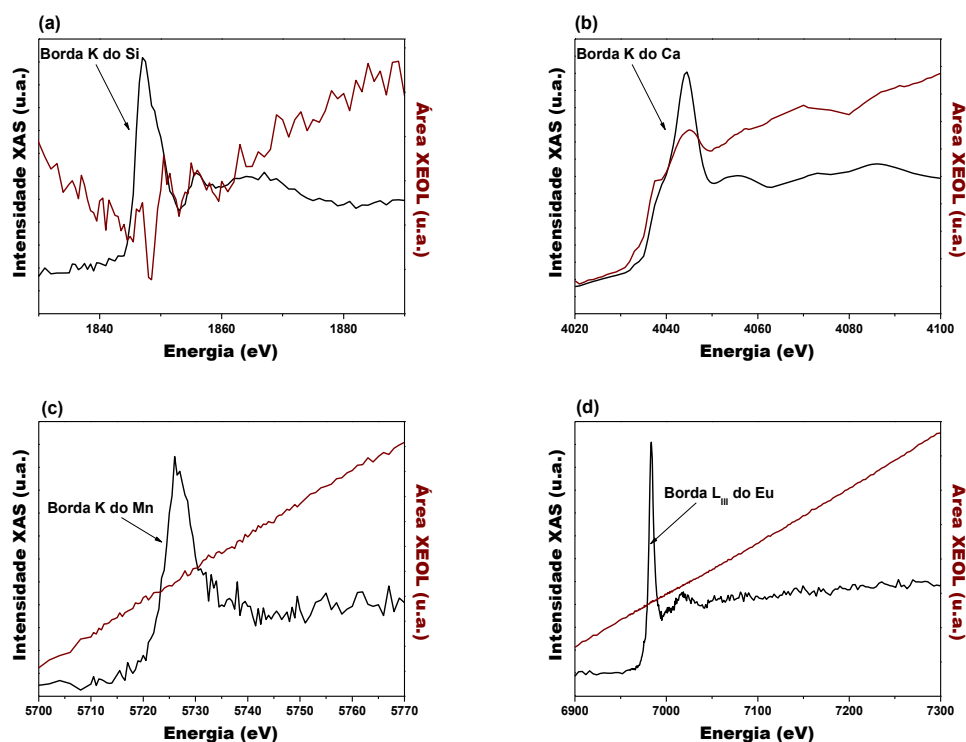 (a)
Borda K do Si
Intensidade XAS (u.a.)
Área XEOL (u.a.)
1840 1860 1880
Energia (eV)
(b)
Borda K do Ca
Intensidade XAS (u.a.)
Área XEOL (u.a.)
4020 4040 4060 4080 4100
Energia (eV)
(c)
Borda K do Mn
Intensidade XAS (u.a.)
Área XEOL (u.a.)
5700 5710 5720 5730 5740 5750 5760 5770
Energia (eV)
(d)
Borda L_III do Eu
Intensidade XAS (u.a.)
Área XEOL (u.a.)
6900 7000 7100 7200 7300
Energia (eV)